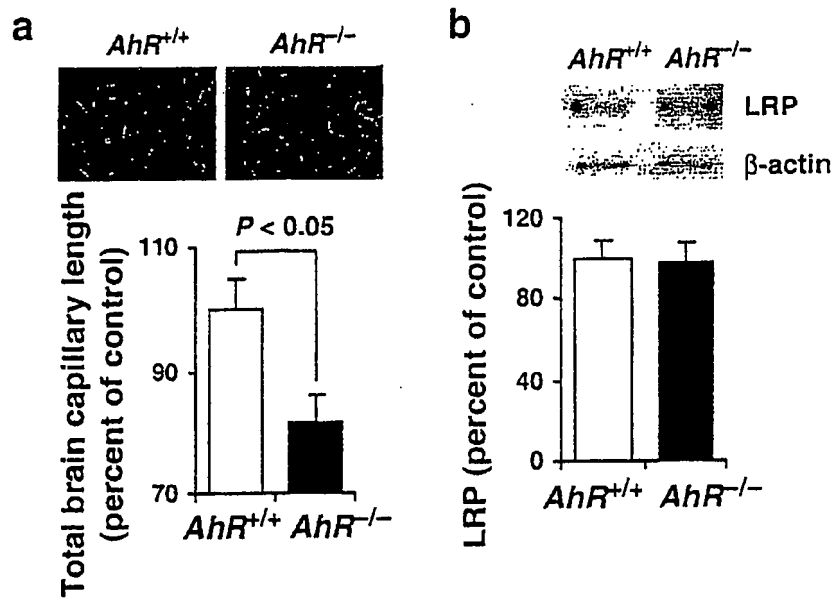 a
AhR+/+ AhR−/−
Total brain capillary length
(percent of control)
P < 0.05
110
90
70
AhR+/+ AhR−/−
b
AhR+/+ AhR−/−
LRP
β-actin
LRP (percent of control)
120
80
40
0
AhR+/+ AhR−/−